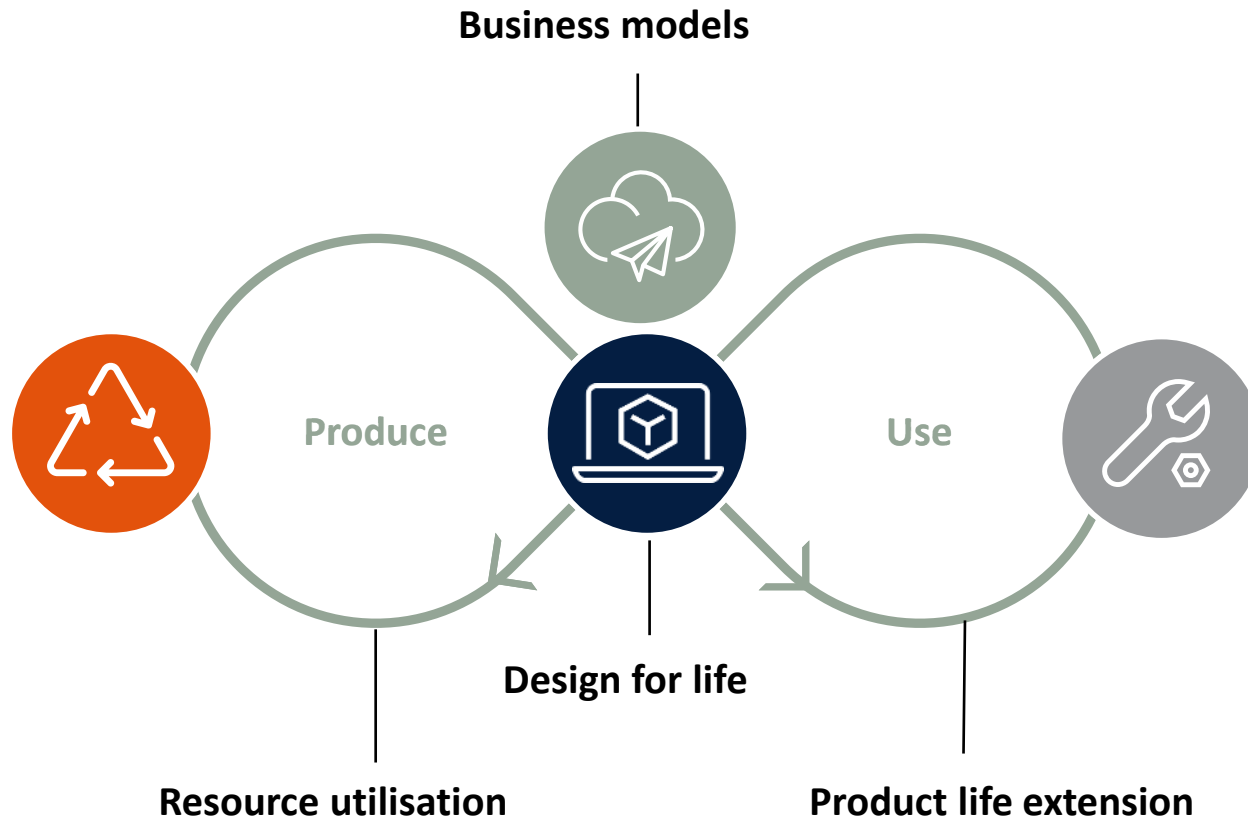 Business models
Produce
Use
Design for life
Resource utilisation
Product life extension